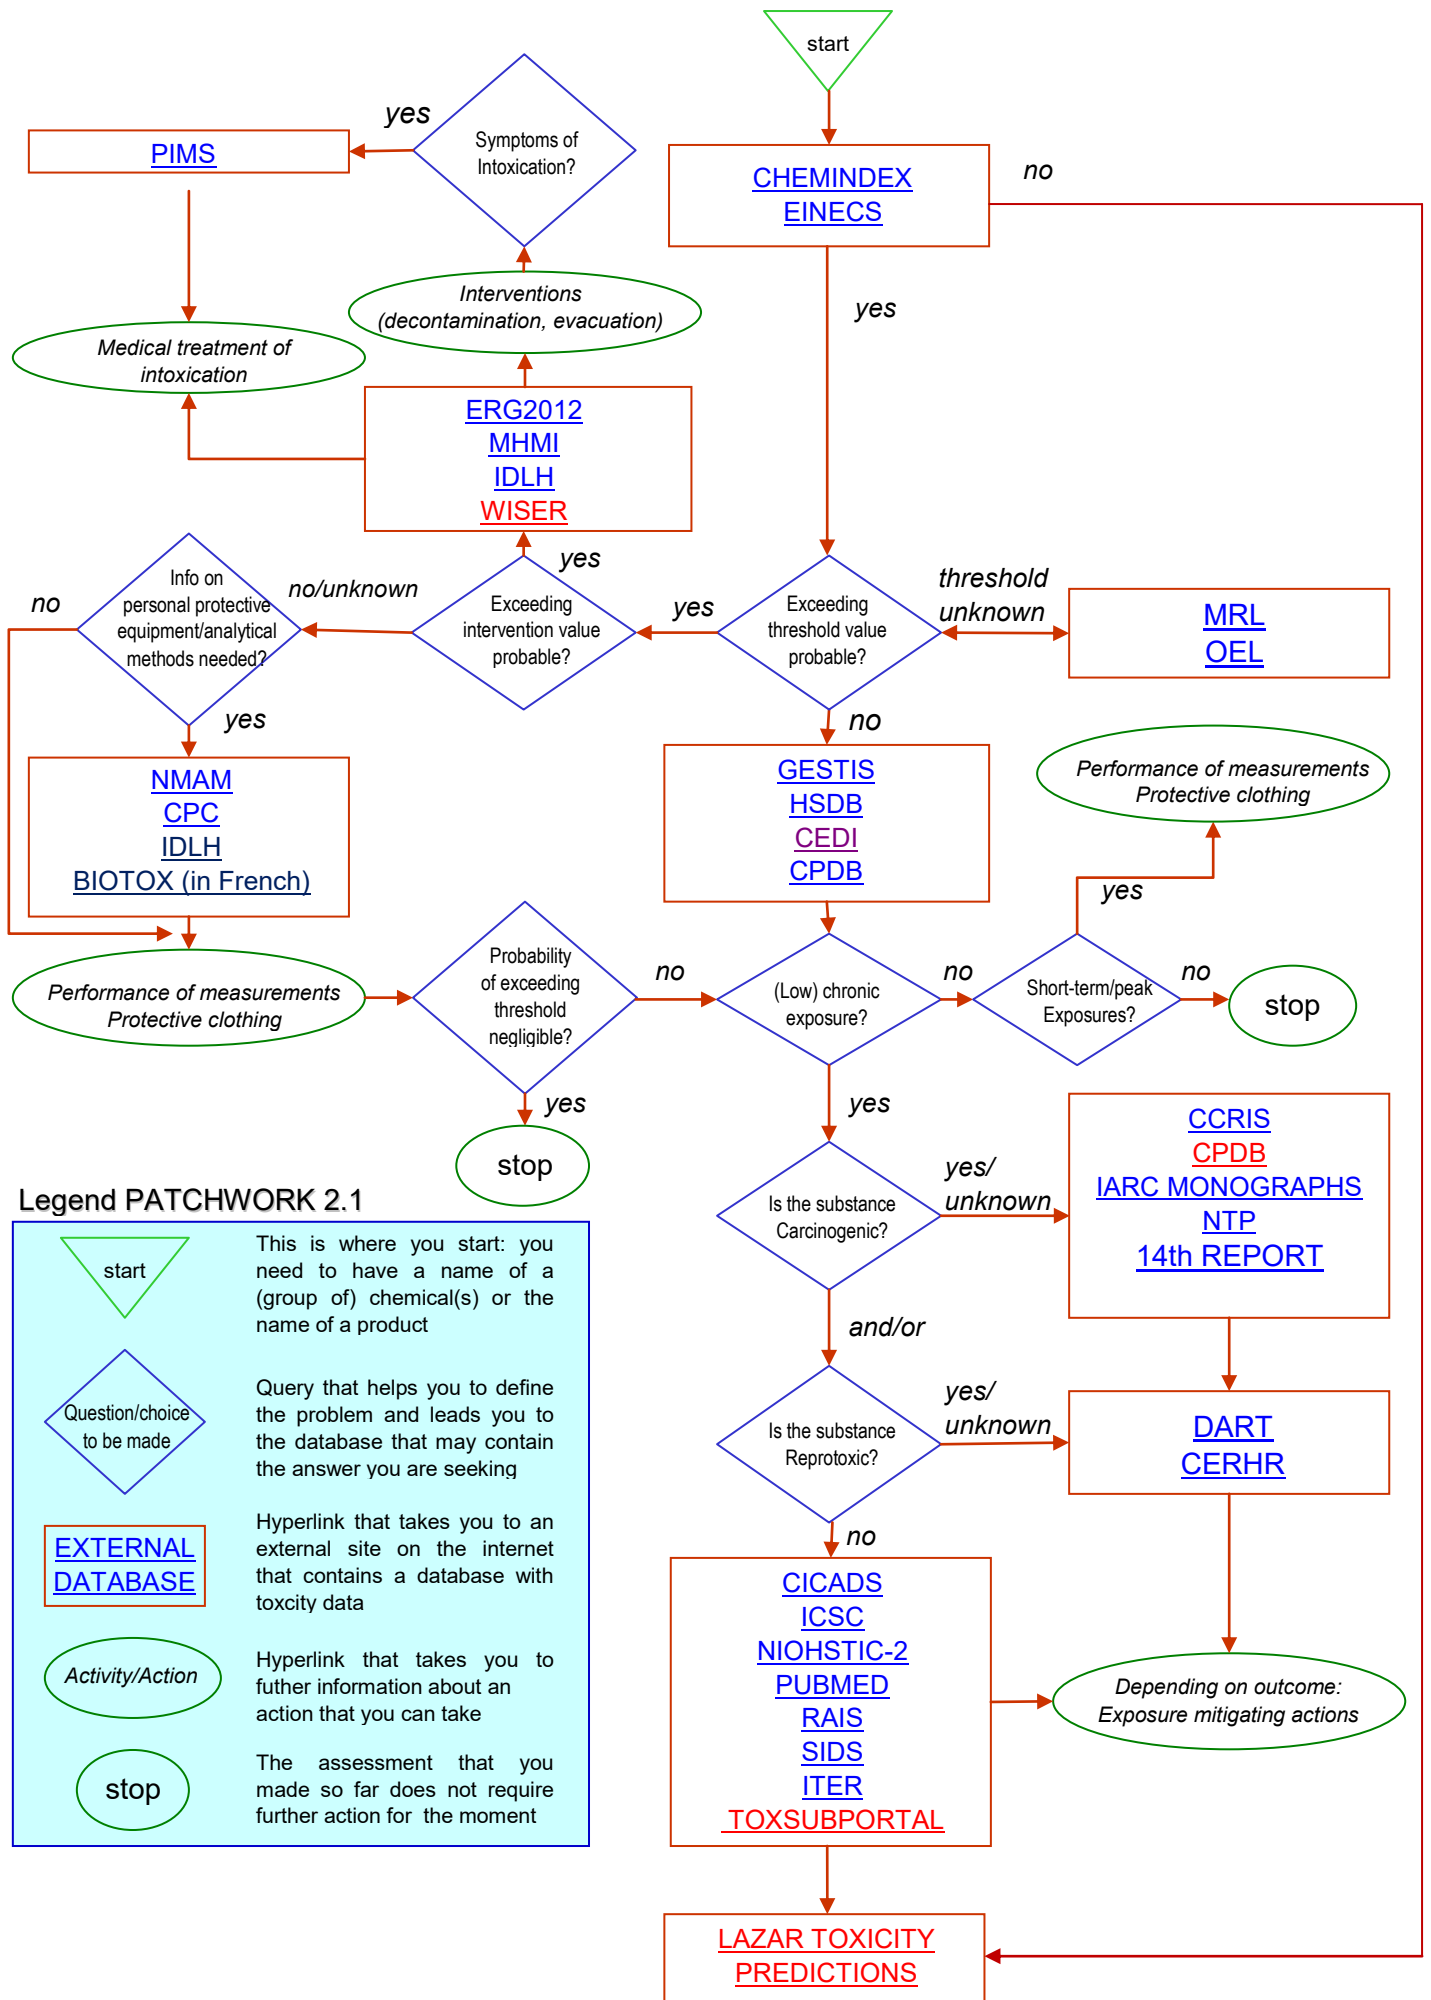 start
yes
Symptoms of
Intoxication?
PIMS
CHEMINDEX
EINECS
no
Interventions
(decontamination, evacuation)
yes
Medical treatment of
intoxication
ERG2012
MHMI
IDLH
WISER
yes
Info on
personal protective
equipment/analytical
methods needed?
no
no/unknown
Exceeding
intervention value
probable?
yes
Exceeding
threshold value
probable?
threshold
unknown
MRL
OEL
yes
no
NMAM
CPC
IDLH
BIOTOX (in French)
GESTIS
HSDB
CEDI
CPDB
Performance of measurements
Protective clothing
yes
Performance of measurements
Protective clothing
Probability
of exceeding
threshold
negligible?
no
(Low) chronic
exposure?
no
Short-term/peak
Exposures?
no
stop
yes
stop
yes
Is the substance
Carcinogenic?
yes/
unknown
CCRIS
CPDB
IARC MONOGRAPHS
NTP
14th REPORT
and/or
Is the substance
Reprotoxic?
yes/
unknown
DART
CERHR
no
CICADS
ICSC
NIOHSTIC-2
PUBMED
RAIS
SIDS
ITER
TOXSUBPORTAL
Depending on outcome:
Exposure mitigating actions
LAZAR TOXICITY
PREDICTIONS
Legend PATCHWORK 2.1
start
This is where you start: you
need to have a name of a
(group of) chemical(s) or the
name of a product
Question/choice
to be made
Query that helps you to define
the problem and leads you to
the database that may contain
the answer you are seeking
EXTERNAL
DATABASE
Hyperlink that takes you to an
external site on the internet
that contains a database with
toxcity data
Activity/Action
Hyperlink that takes you to
futher information about an
action that you can take
stop
The assessment that you
made so far does not require
further action for the moment